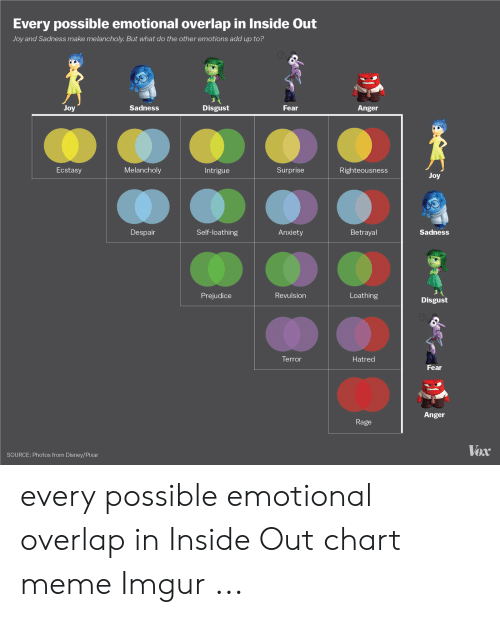 Every possible emotional overlap in Inside Out
Joy and Sadness make melancholy. But what do the other emotions add up to?
Joy Sadness Disgust Fear Anger
Ecstasy Melancholy Intrigue Surprise Righteousness
Joy
Despair Self-loathing Anxiety Betrayal Sadness
Prejudice Revulsion Loathing
Disgust
Terror Hatred
Fear
Anger
Rage
SOURCE: Photos from Disney/Pixar
Vox
every possible emotional
overlap in Inside Out chart
meme Imgur ...